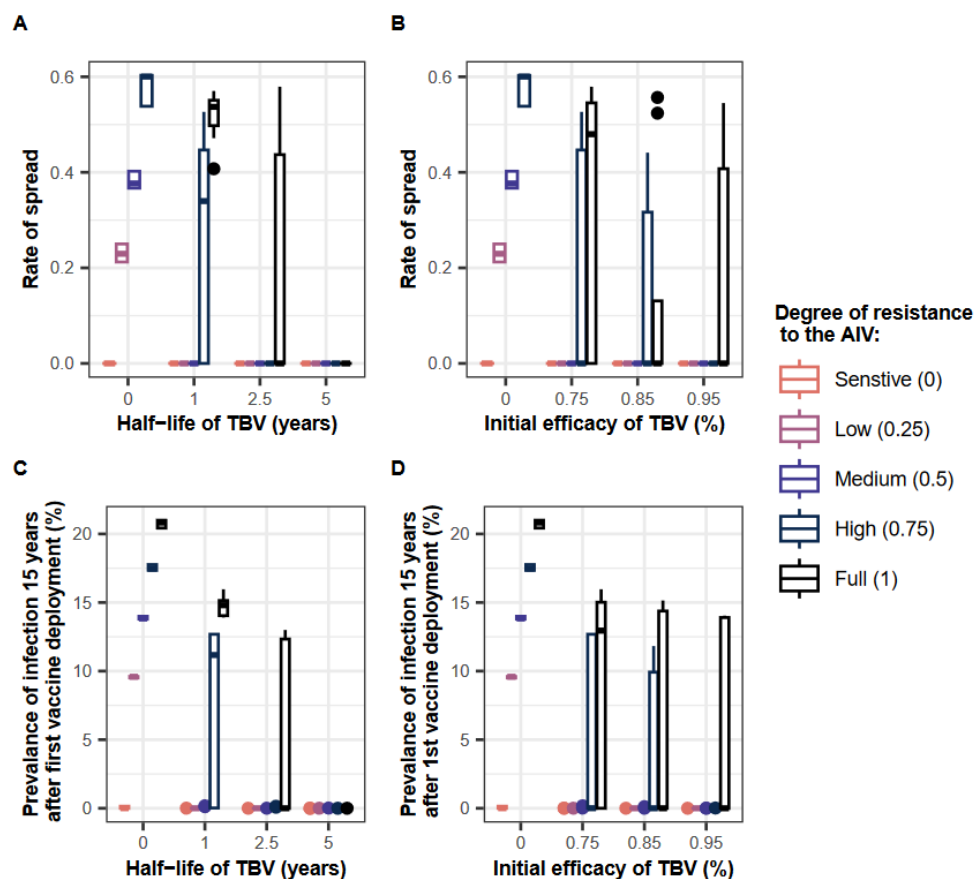 A
B
0.6
0.4
0.2
0.0
Rate of spread
0
1
2.5
5
Half−life of TBV (years)
0.6
0.4
0.2
0.0
Rate of spread
0
0.75
0.85
0.95
Initial efficacy of TBV (%)
C
D
20
15
10
5
0
Prevalance of infection 15 years
after first vaccine deployment (%)
0
1
2.5
5
Half−life of TBV (years)
20
15
10
5
0
Prevalance of infection 15 years
after 1st vaccine deployment (%)
0
0.75
0.85
0.95
Initial efficacy of TBV (%)
Degree of resistance
to the AIV:
Senstive (0)
Low (0.25)
Medium (0.5)
High (0.75)
Full (1)